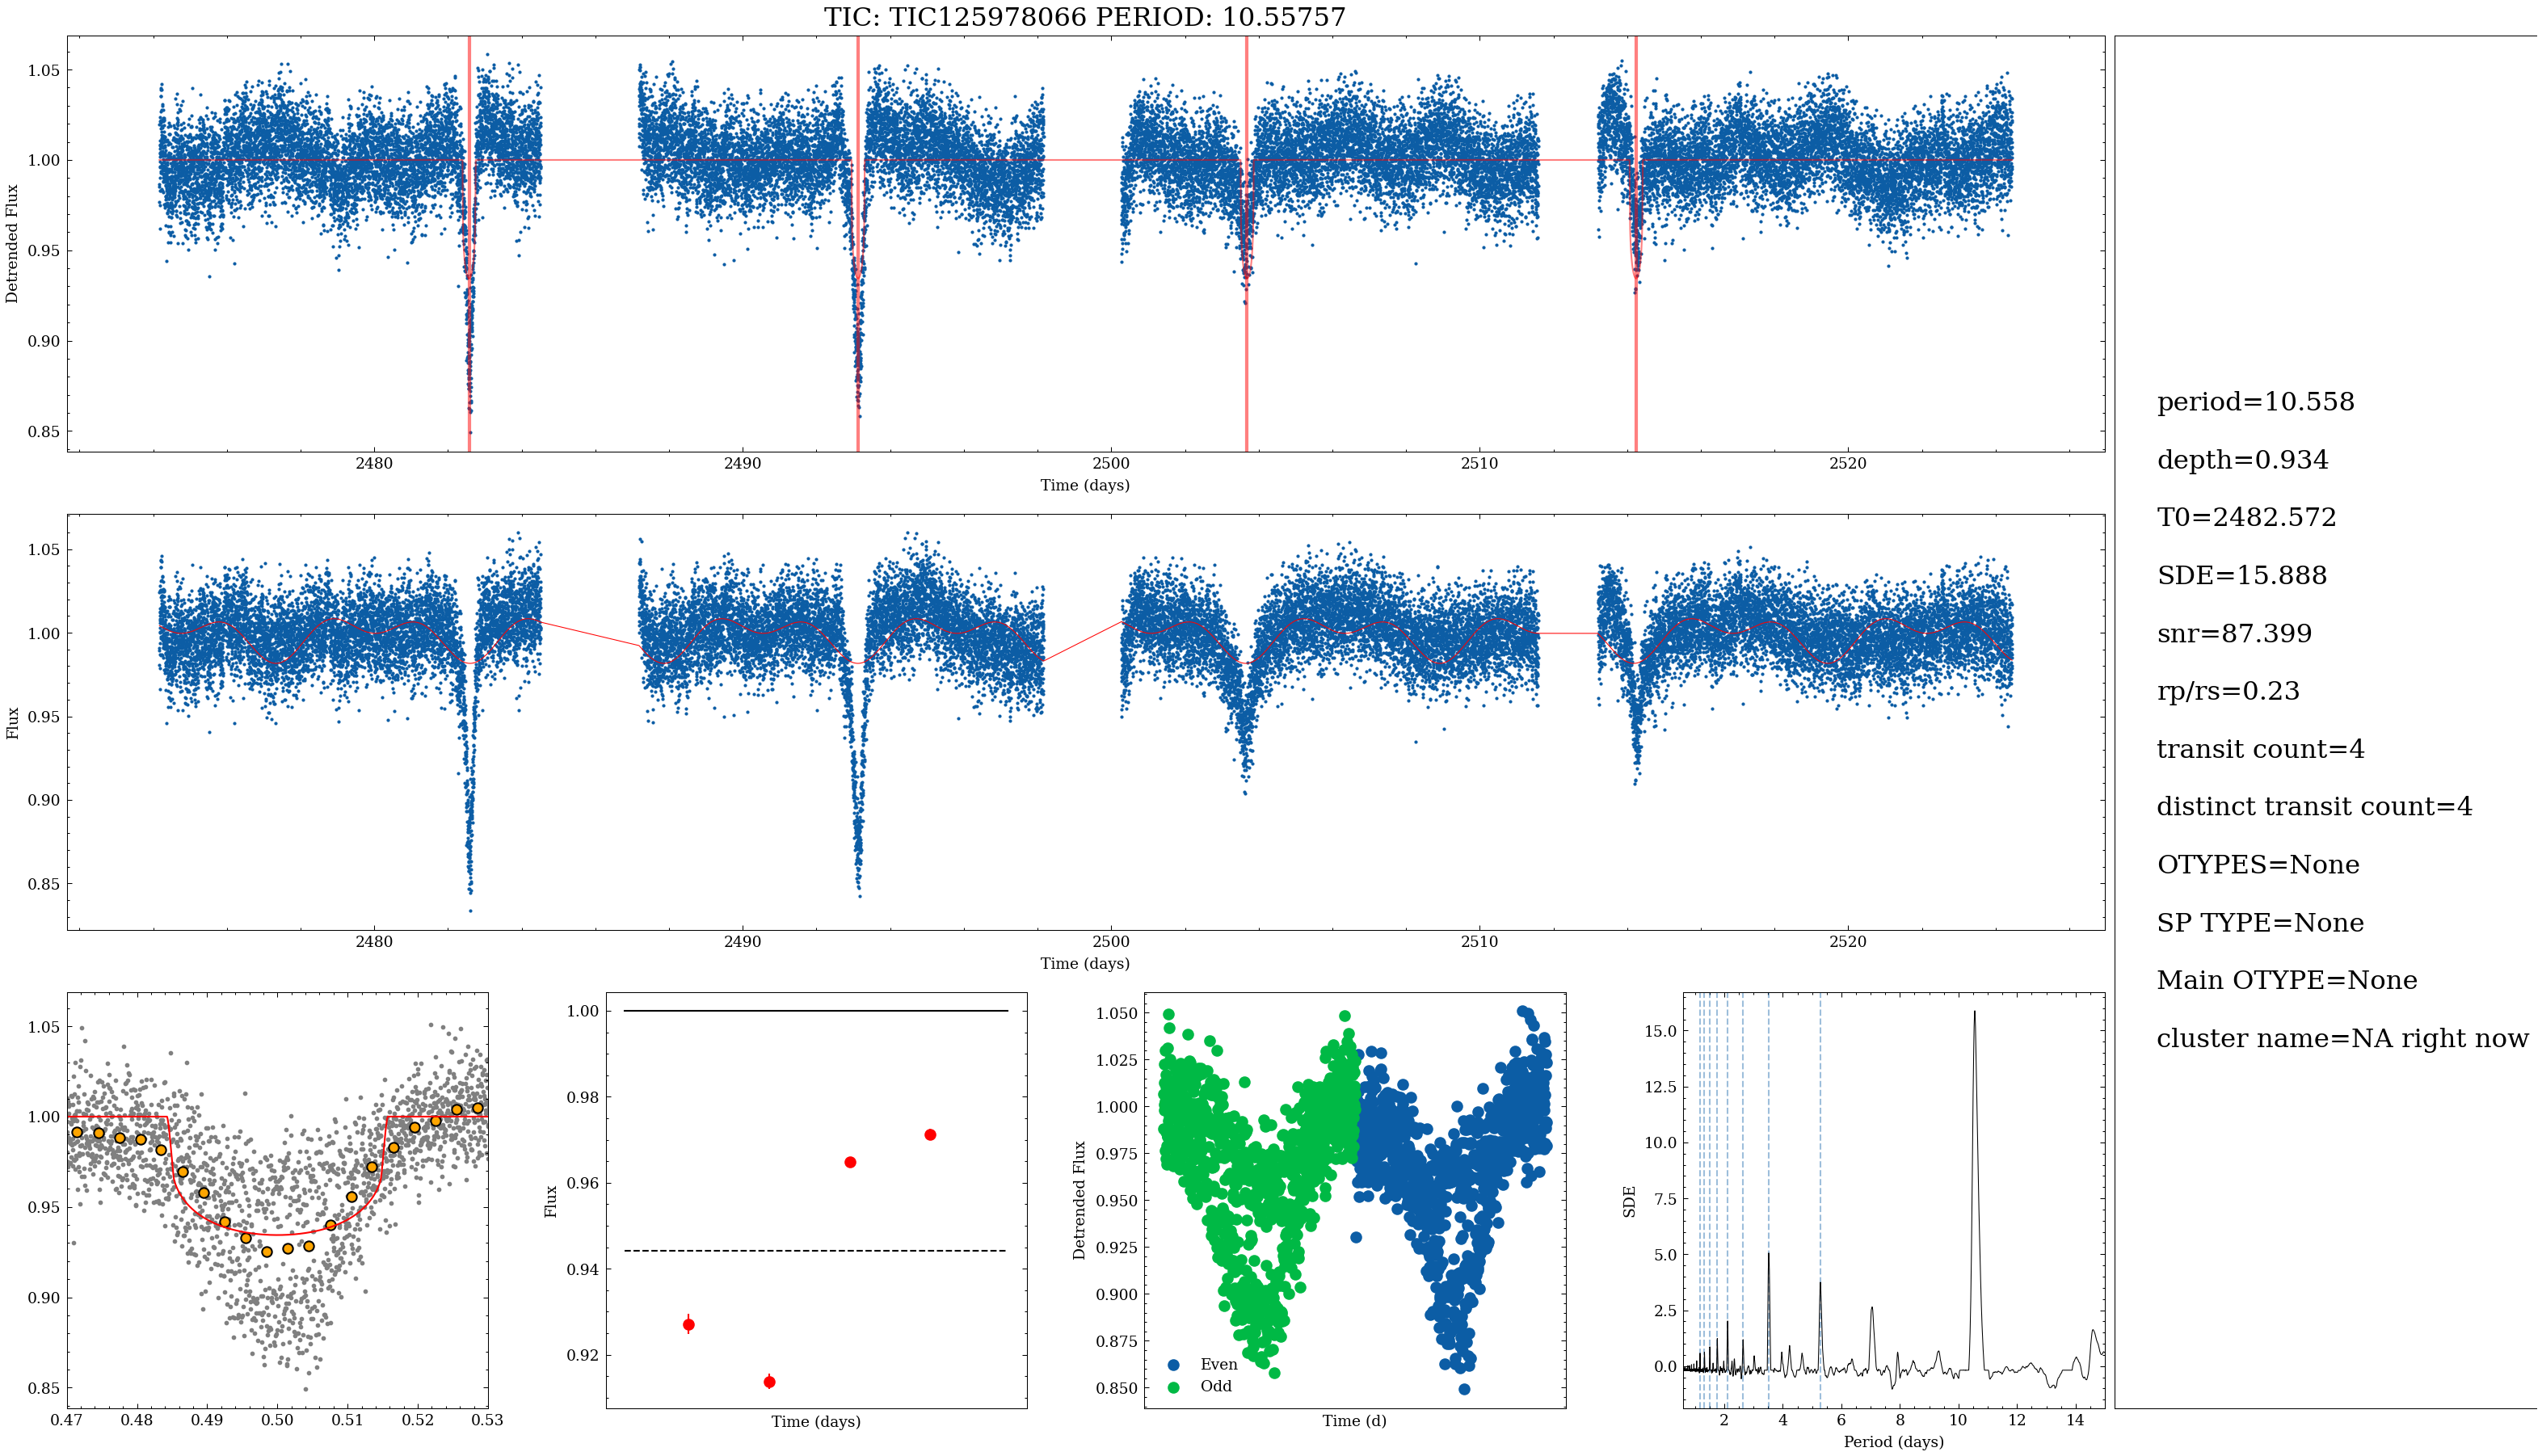 TIC: TIC125978066 PERIOD: 10.55757
1.05
1.00
0.95
0.90
0.85
Detrended Flux
2480 2490 2500 2510 2520
Time (days)
1.05
1.00
0.95
0.90
0.85
Flux
2480 2490 2500 2510 2520
Time (days)
1.05
1.00
0.95
0.90
0.85
0.47 0.48 0.49 0.50 0.51 0.52 0.53
1.00
0.98
0.96
0.94
0.92
Flux
Time (days)
1.050
1.025
1.000
0.975
0.950
0.925
0.900
0.875
0.850
Detrended Flux
Even
Odd
Time (d)
15.0
12.5
10.0
7.5
5.0
2.5
0.0
SDE
2 4 6 8 10 12 14
Period (days)
period=10.558
depth=0.934
T0=2482.572
SDE=15.888
snr=87.399
rp/rs=0.23
transit count=4
distinct transit count=4
OTYPES=None
SP TYPE=None
Main OTYPE=None
cluster name=NA right now